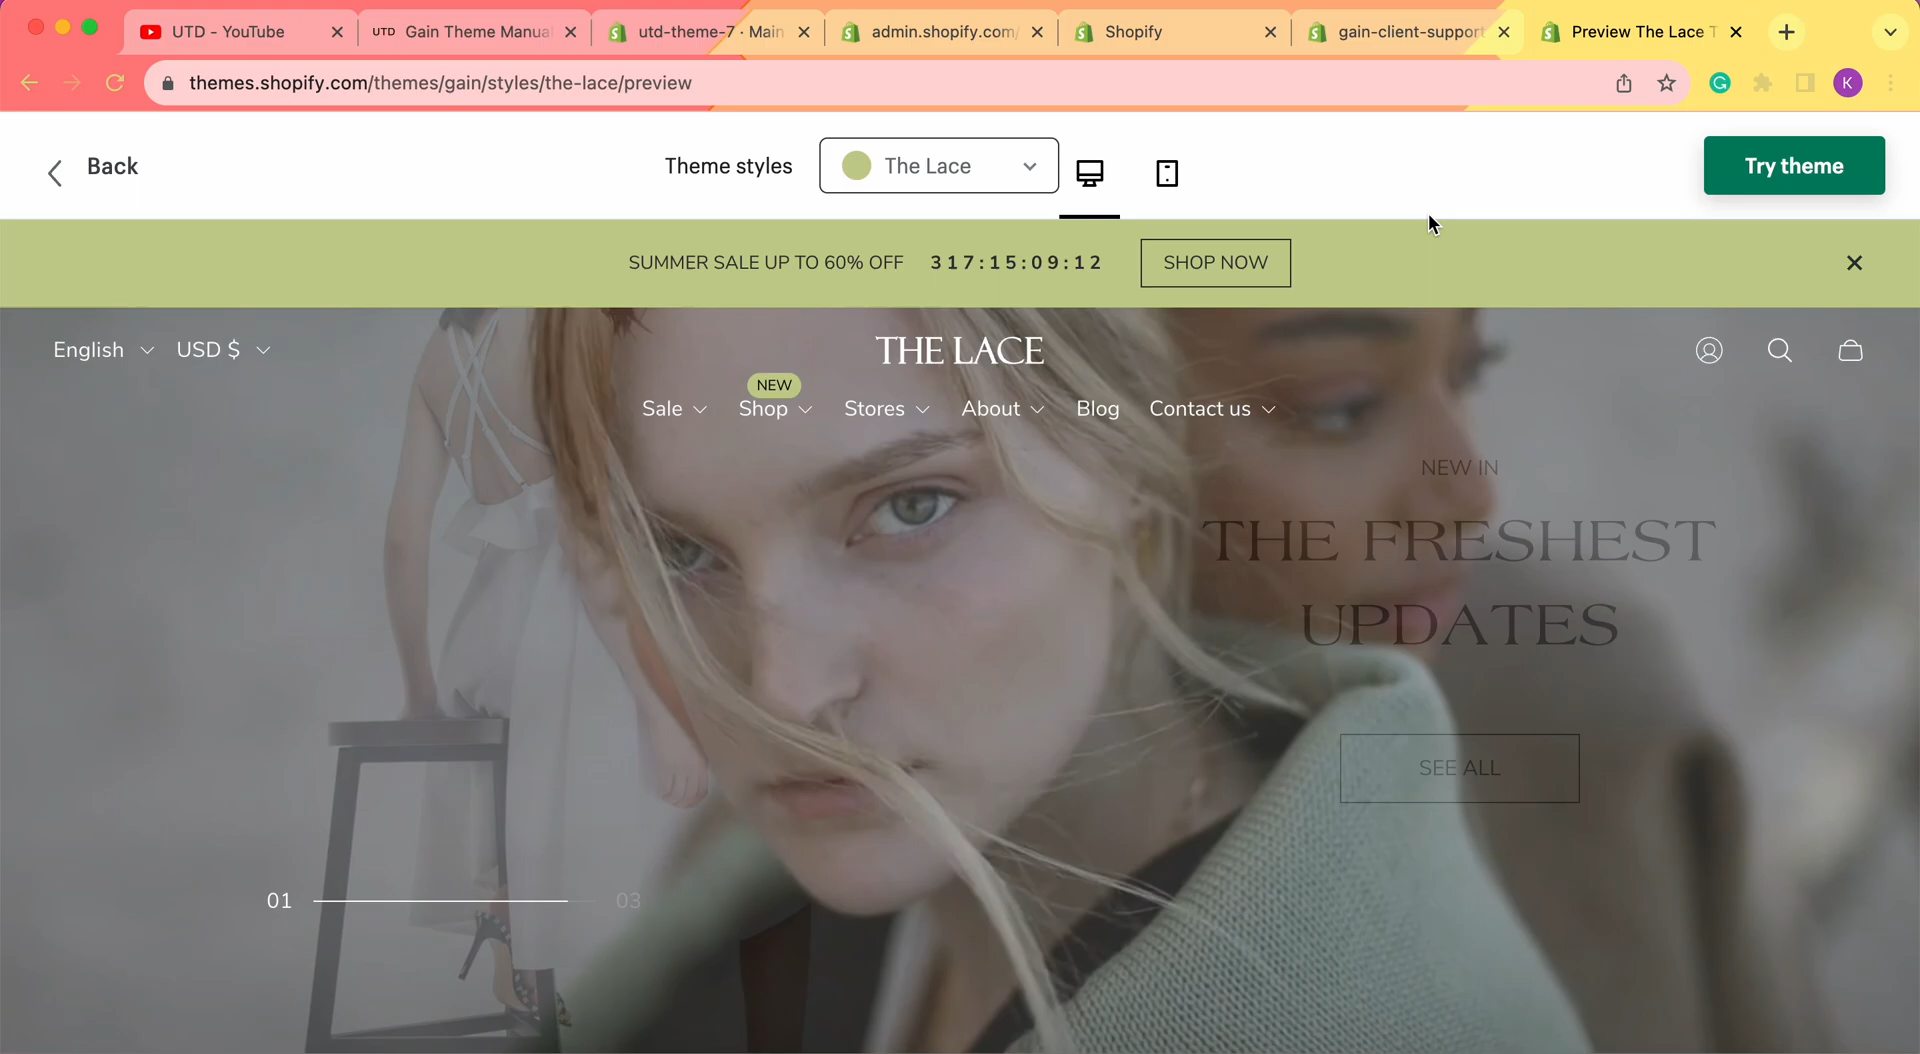 UTD - YouTube
UTD Gain Theme Manual
utd-theme-7 · Main
admin.shopify.com/
Shopify
gain-client-support
Preview The Lace T
themes.shopify.com/themes/gain/styles/the-lace/preview
K
Back
Theme styles
The Lace
Try theme
SUMMER SALE UP TO 60% OFF 317:15:09:12 SHOP NOW
English USD $
THE LACE
NEW
Sale Shop Stores About Blog Contact us
NEW IN
THE FRESHEST
UPDATES
SEE ALL
01 03